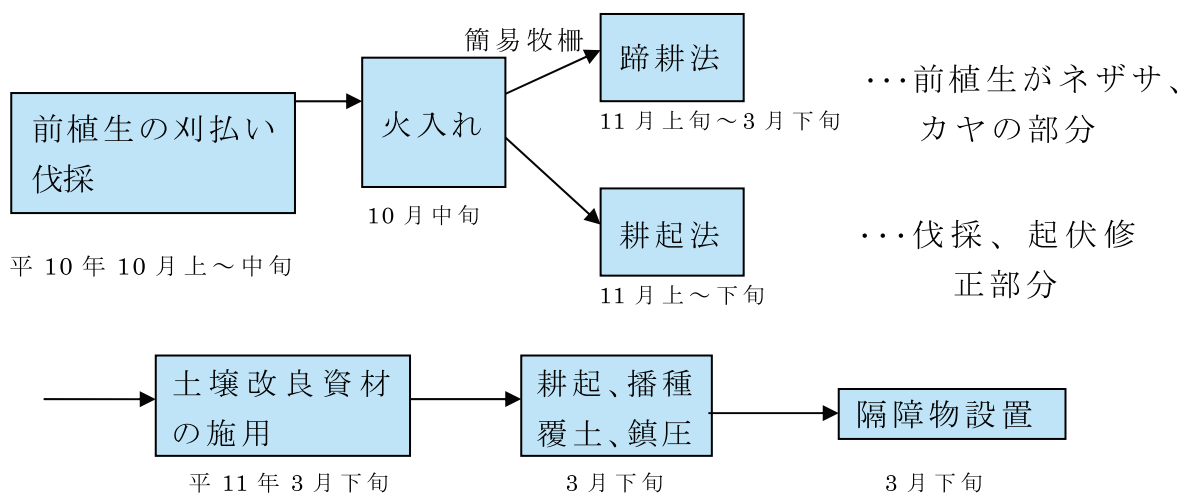 前植生の刈払い
伐採
平 10 年 10 月上～中旬
火入れ
10 月中旬
簡易牧柵
蹄耕法
11 月上旬～3 月下旬
･･･前植生がネザサ、
カヤの部分
耕起法
11 月上～下旬
･･･伐採、起伏修
正部分
土壌改良資材
の施用
平 11 年 3 月下旬
耕起、播種
覆土、鎮圧
3 月下旬
隔障物設置
3 月下旬